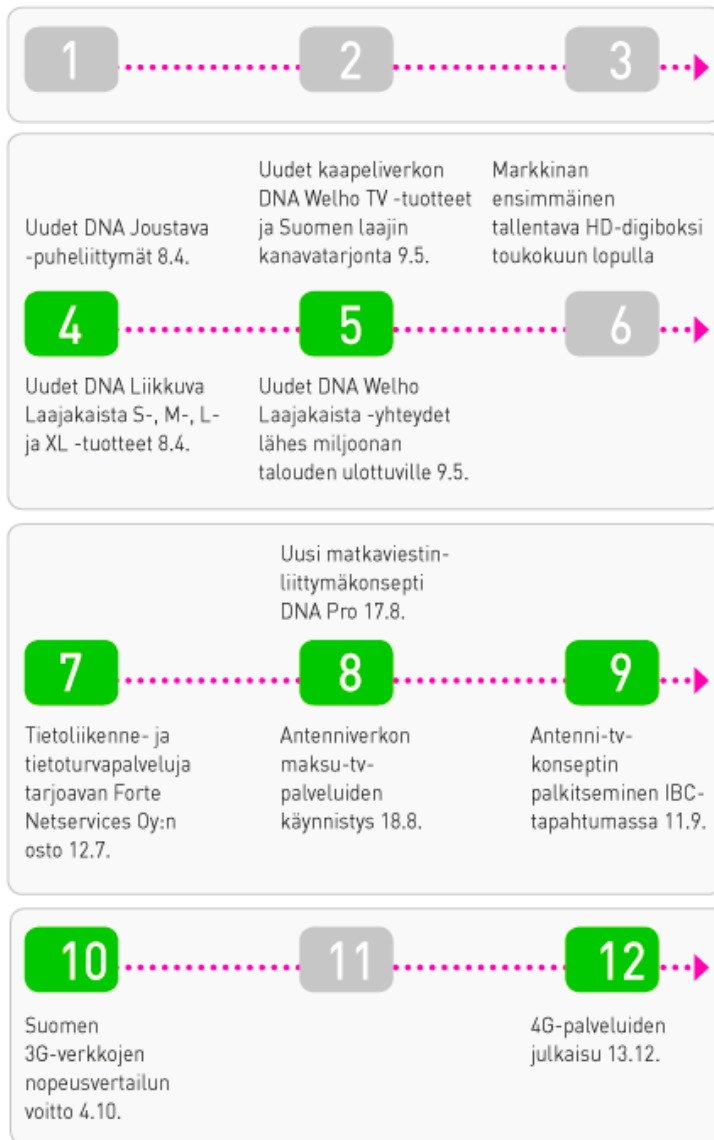 1
2
3
Uudet DNA Joustava
-puheliittymät 8.4.
Uudet kaapeliverkon
DNA Welho TV -tuotteet
ja Suomen laajin
kanavatarjonta 9.5.
Markkinan
ensimmäinen
tallentava HD-digiboksi
toukokuun lopulla
4
5
6
Uudet DNA Liikkuva
Laajakaista S-, M-, L-
ja XL -tuotteet 8.4.
Uudet DNA Welho
Laajakaista -yhteydet
lähes miljoonan
talouden ulottuville 9.5.
Uusi matkaviestin-
liittymäkonsepti
DNA Pro 17.8.
7
8
9
Tietoliikenne- ja
tietoturvapalveluja
tarjoavan Forte
Netservices Oy:n
osto 12.7.
Antenniverkon
maksu-tv-
palveluiden
käynnistys 18.8.
Antenni-tv-
konseptin
palkitseminen IBC-
tapahtumassa 11.9.
10
11
12
Suomen
3G-verkkojen
nopeusvertailun
voitto 4.10.
4G-palveluiden
julkaisu 13.12.